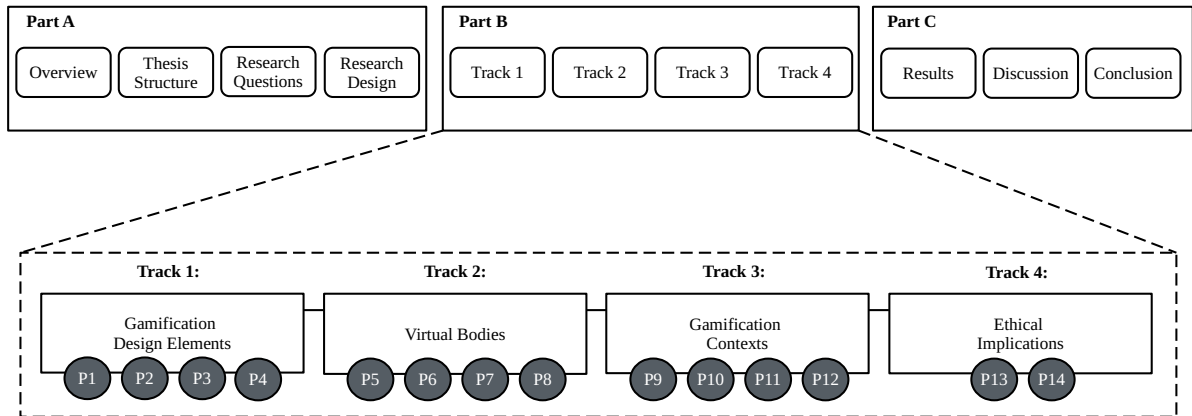 Part A
Overview
Thesis
Structure
Research
Questions
Research
Design
Part B
Track 1
Track 2
Track 3
Track 4
Part C
Results
Discussion
Conclusion
Track 1:
Gamification
Design Elements
P1
P2
P3
P4
Track 2:
Virtual Bodies
P5
P6
P7
P8
Track 3:
Gamification
Contexts
P9
P10
P11
P12
Track 4:
Ethical
Implications
P13
P14